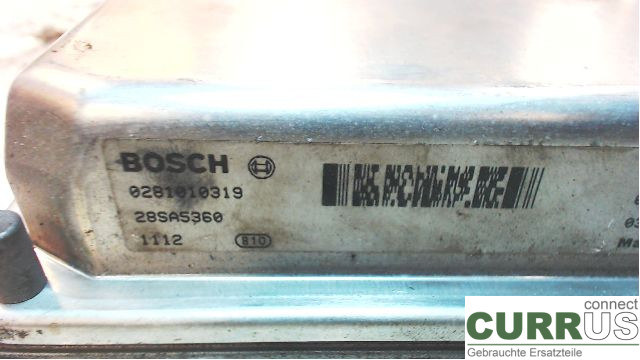 BOSCH
0281010319
28SA5360
1112 810
connect
CURRUS
Gebrauchte Ersatzteile